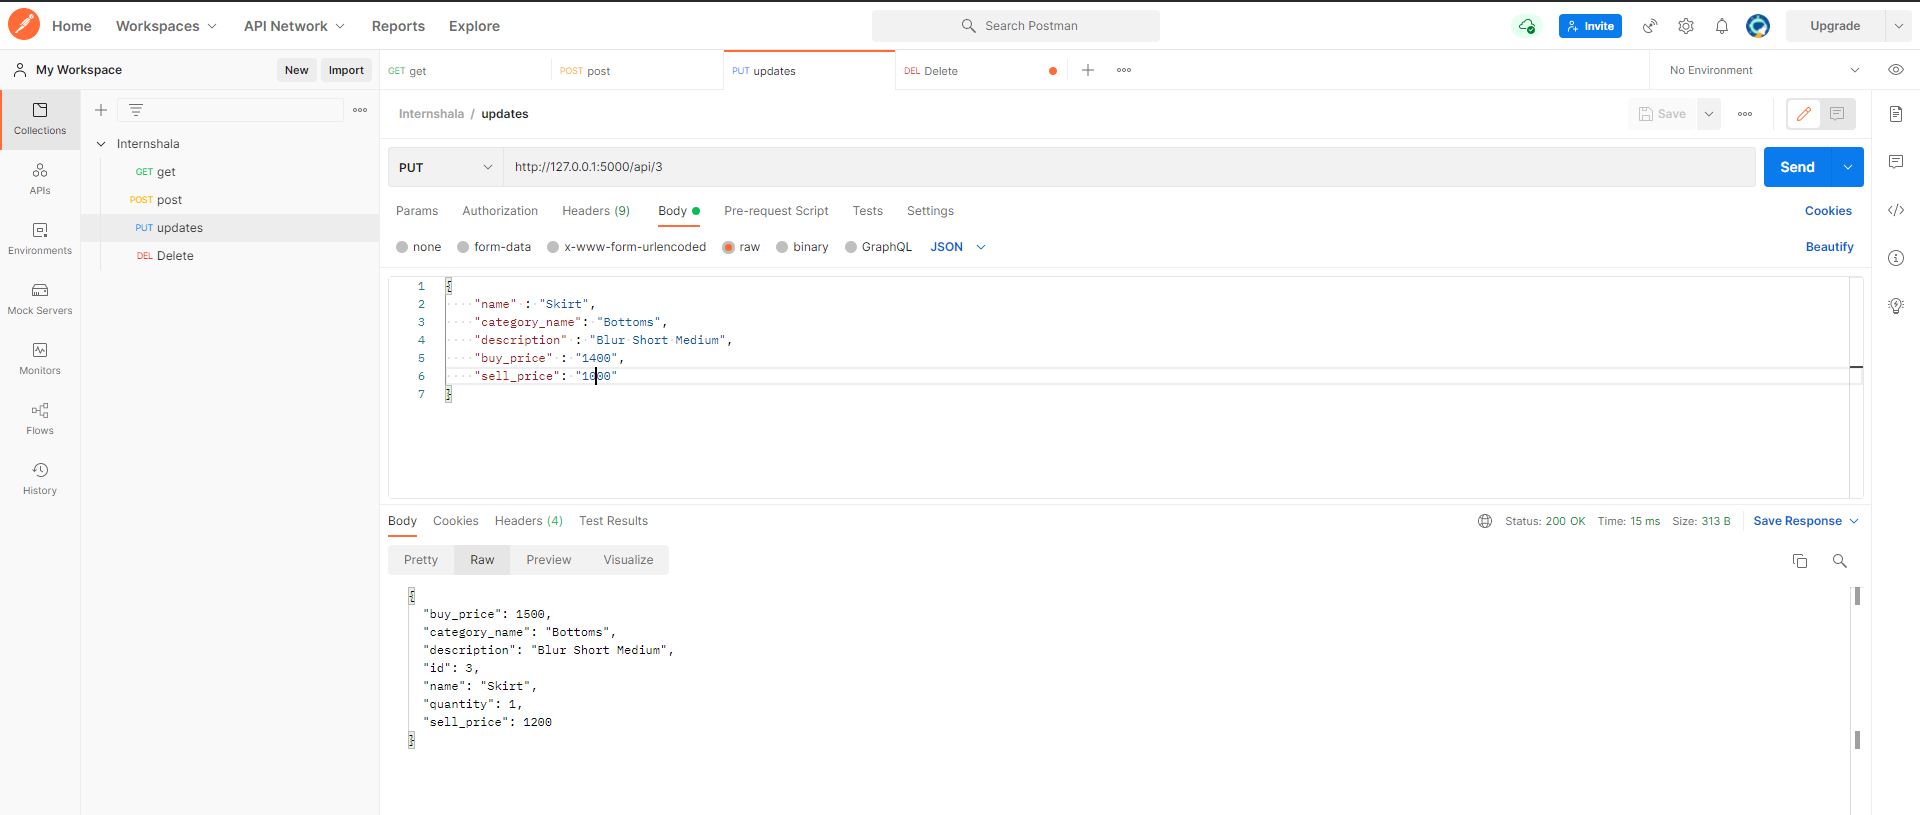 Home Workspaces API Network Reports Explore Search Postman Invite Upgrade
My Workspace New Import GET get POST post PUT updates DEL Delete No Environment
Collections
APIs
Environments
Mock Servers
Monitors
Flows
History
Internshala
GET get
POST post
PUT updates
DEL Delete
Internshala / updates Save
PUT http://127.0.0.1:5000/api/3 Send
Params Authorization Headers (9) Body Pre-request Script Tests Settings Cookies
none form-data x-www-form-urlencoded raw binary GraphQL JSON Beautify
1 {
2 "name" : "Skirt",
3 "category_name": "Bottoms",
4 "description" : "Blur Short Medium",
5 "buy_price" : "1400",
6 "sell_price": "1000"
7 }
Body Cookies Headers (4) Test Results Status: 200 OK Time: 15 ms Size: 313 B Save Response
Pretty Raw Preview Visualize
{
"buy_price": 1500,
"category_name": "Bottoms",
"description": "Blur Short Medium",
"id": 3,
"name": "Skirt",
"quantity": 1,
"sell_price": 1200
}